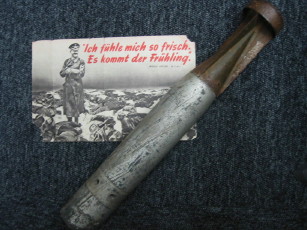 "Ich fühle mich so frisch.
Es kommt der Frühling.